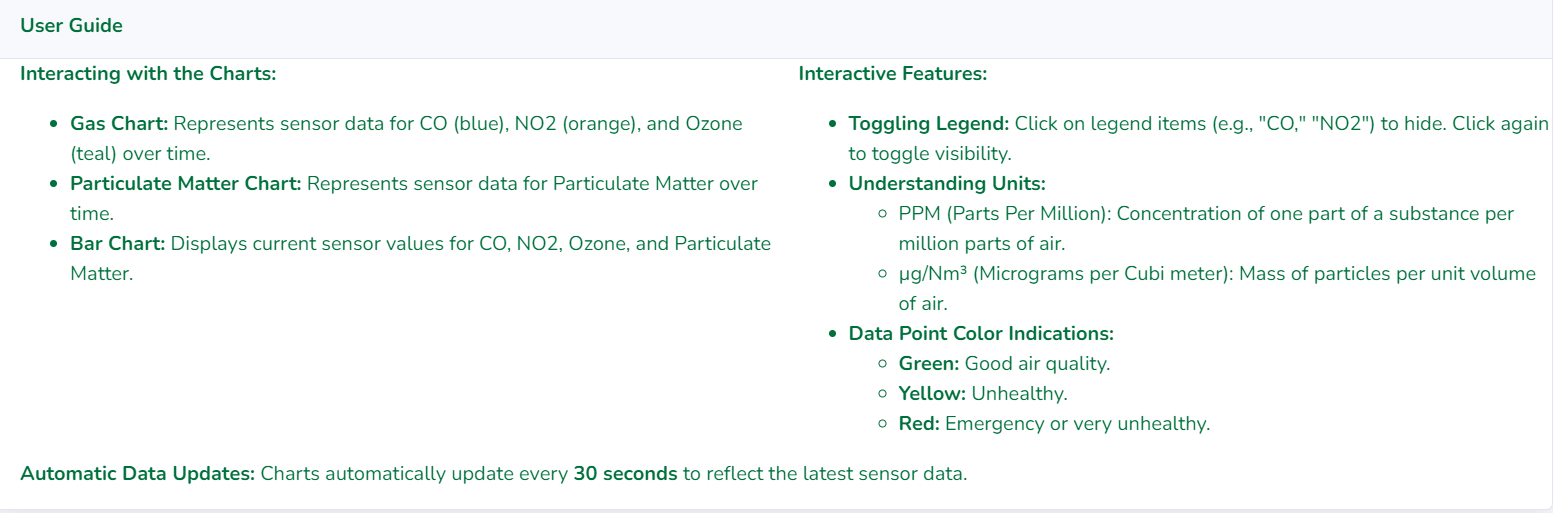 User Guide
Interacting with the Charts:
• Gas Chart: Represents sensor data for CO (blue), NO2 (orange), and Ozone
(teal) over time.
• Particulate Matter Chart: Represents sensor data for Particulate Matter over
time.
• Bar Chart: Displays current sensor values for CO, NO2, Ozone, and Particulate
Matter.
Interactive Features:
• Toggling Legend: Click on legend items (e.g., "CO," "NO2") to hide. Click again
to toggle visibility.
• Understanding Units:
◦ PPM (Parts Per Million): Concentration of one part of a substance per
million parts of air.
◦ µg/Nm³ (Micrograms per Cubi meter): Mass of particles per unit volume
of air.
• Data Point Color Indications:
◦ Green: Good air quality.
◦ Yellow: Unhealthy.
◦ Red: Emergency or very unhealthy.
Automatic Data Updates: Charts automatically update every 30 seconds to reflect the latest sensor data.